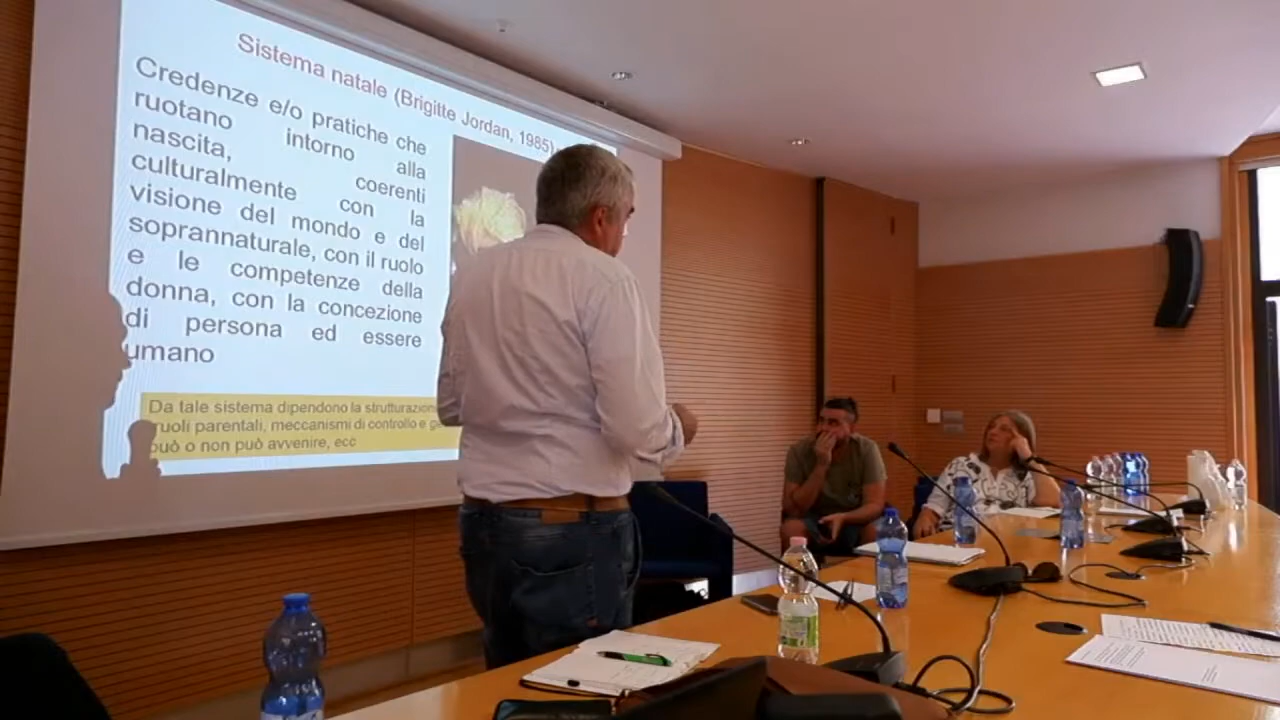 Sistema natale (Brigitte Jordan, 1985)
Credenze e/o pratiche che
ruotano intorno alla
nascita, coerenti
culturalmente con la
visione del mondo e del
soprannaturale, con il ruolo
e le competenze della
donna, con la concezione
di persona ed essere
umano
Da tale sistema dipendono la strutturazione
ruoli parentali, meccanismi di controllo e
può o non può avvenire, ecc